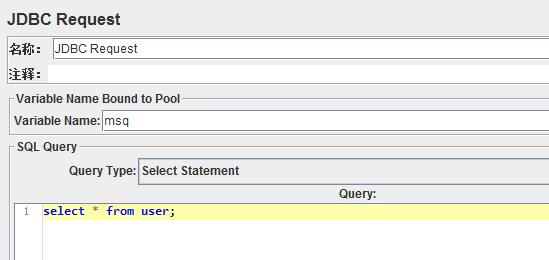 JDBC Request
名称： JDBC Request
注释：
Variable Name Bound to Pool
Variable Name: msq
SQL Query
Query Type: Select Statement
Query:
1 select * from user;